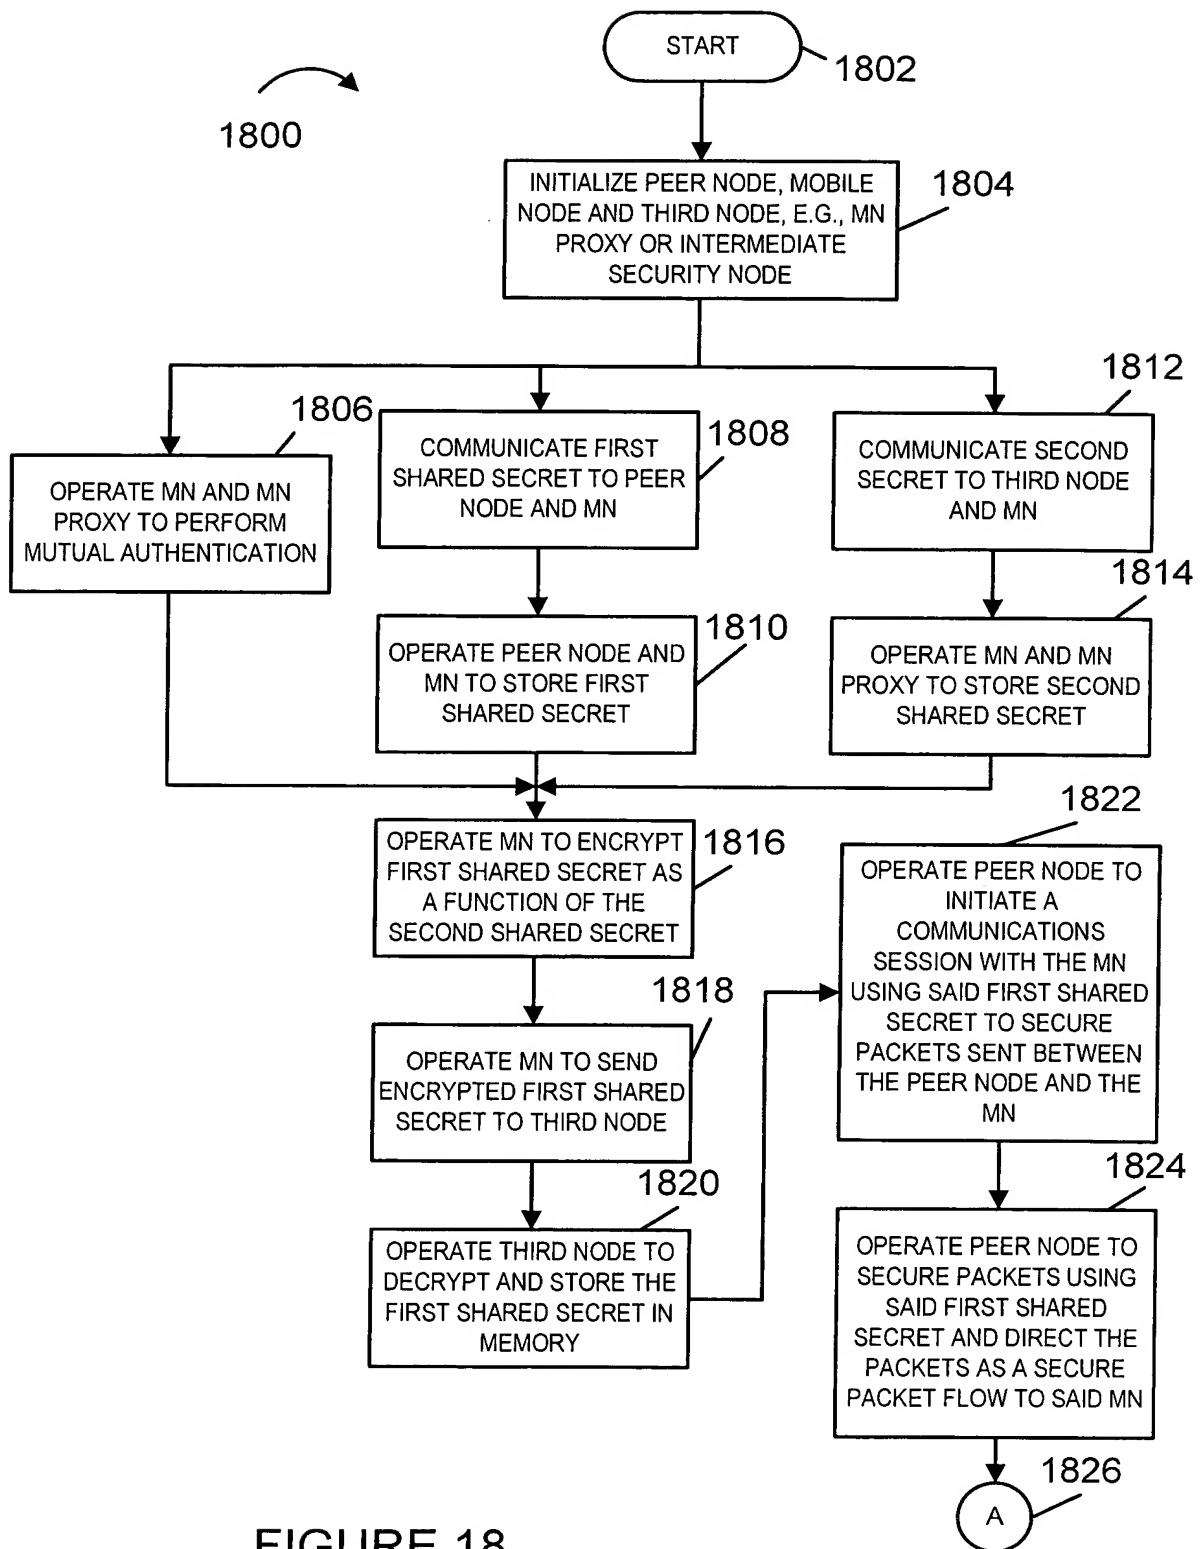 START
1802
1800
INITIALIZE PEER NODE, MOBILE
NODE AND THIRD NODE, E.G., MN
PROXY OR INTERMEDIATE
SECURITY NODE
1804
1806
OPERATE MN AND MN
PROXY TO PERFORM
MUTUAL AUTHENTICATION
1808
COMMUNICATE FIRST
SHARED SECRET TO PEER
NODE AND MN
1812
COMMUNICATE SECOND
SECRET TO THIRD NODE
AND MN
1810
OPERATE PEER NODE AND
MN TO STORE FIRST
SHARED SECRET
1814
OPERATE MN AND MN
PROXY TO STORE SECOND
SHARED SECRET
1816
OPERATE MN TO ENCRYPT
FIRST SHARED SECRET AS
A FUNCTION OF THE
SECOND SHARED SECRET
1818
OPERATE MN TO SEND
ENCRYPTED FIRST SHARED
SECRET TO THIRD NODE
1820
OPERATE THIRD NODE TO
DECRYPT AND STORE THE
FIRST SHARED SECRET IN
MEMORY
1822
OPERATE PEER NODE TO
INITIATE A
COMMUNICATIONS
SESSION WITH THE MN
USING SAID FIRST SHARED
SECRET TO SECURE
PACKETS SENT BETWEEN
THE PEER NODE AND THE
MN
1824
OPERATE PEER NODE TO
SECURE PACKETS USING
SAID FIRST SHARED
SECRET AND DIRECT THE
PACKETS AS A SECURE
PACKET FLOW TO SAID MN
1826
A
FIGURE 18